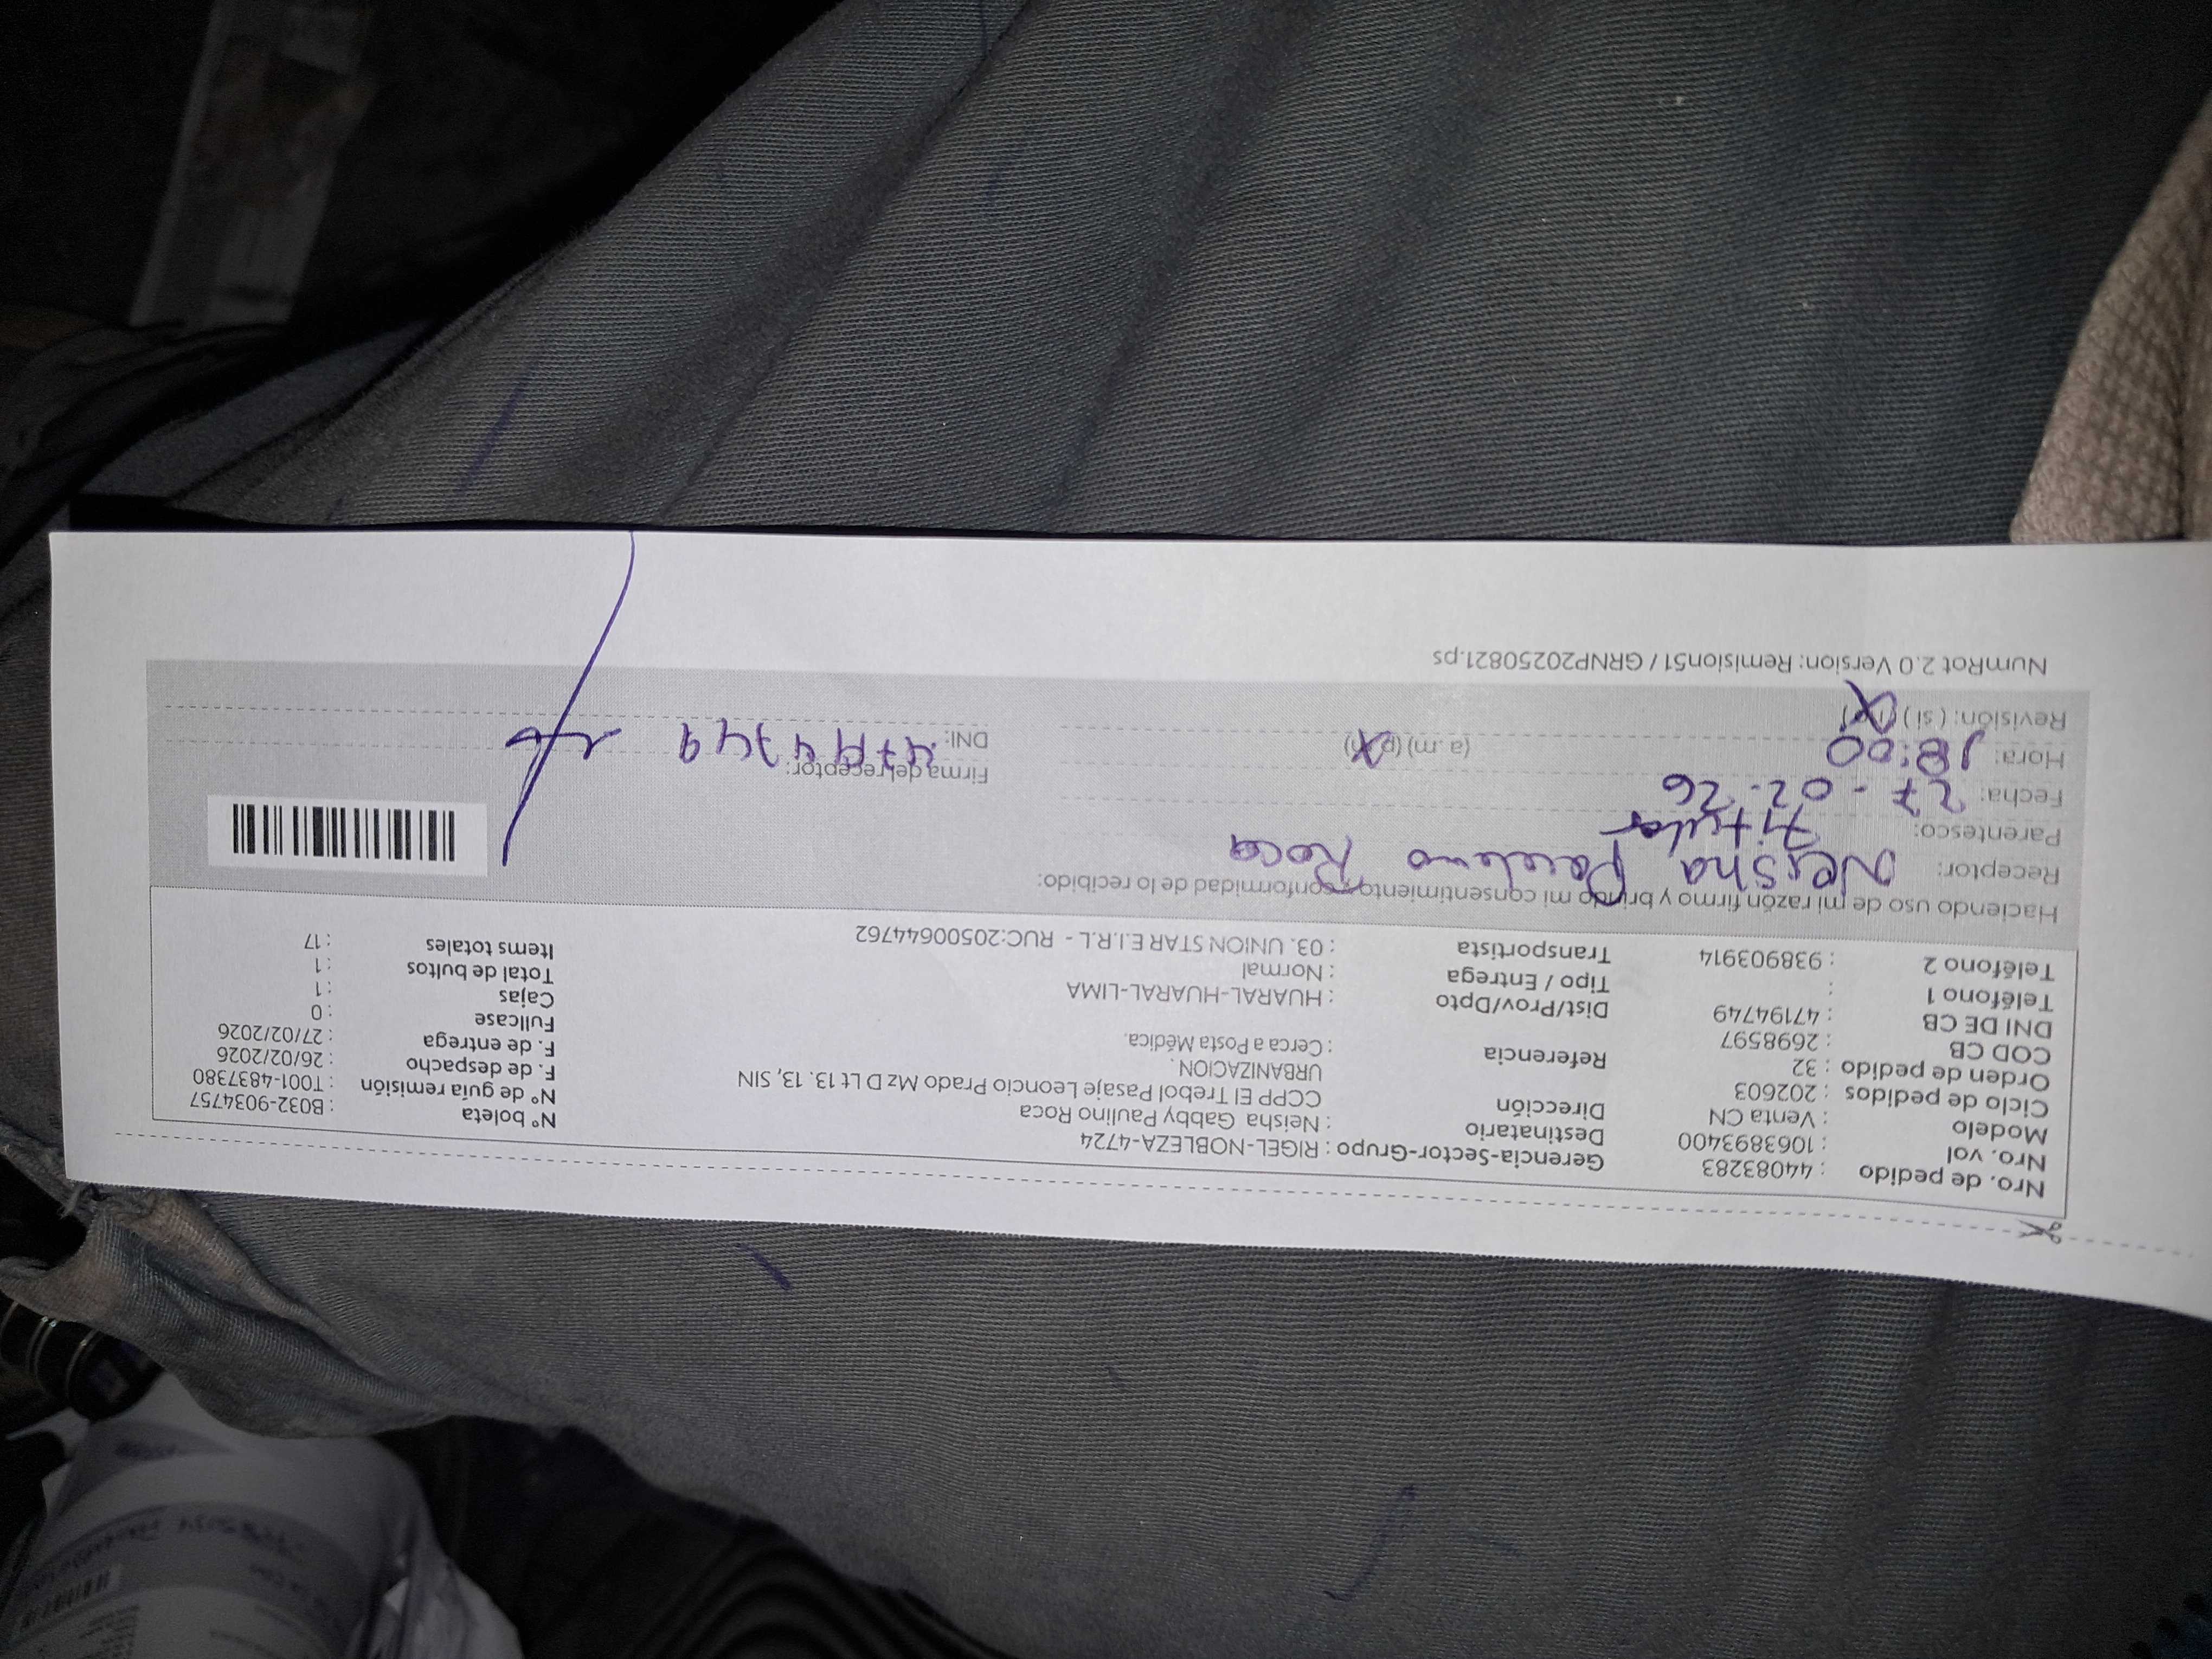 Nro. de pedido : 44083283
Nro. vol : 1063893400
Modelo : Venta CN
Ciclo de pedidos : 202603
Orden de pedido : 32
COD CB : 2698597
DNI DE CB : 47194749
Teléfono 1 :
Teléfono 2 : 938903914
Gerencia-Sector-Grupo : RIGEL-NOBLEZA-4724
Destinatario : Neisha Gabby Paulino Roca
Dirección CCPP El Trebol Pasaje Leoncio Prado Mz D Lt 13. 13, SIN
URBANIZACION.
Referencia : Cerca a Posta Médica.
Dist/Prov/Dpto : HUARAL-HUARAL-LIMA
Tipo / Entrega : Normal
Transportista : 03. UNION STAR E.I.R.L - RUC:20500644762
Nº boleta : B032-9034757
Nº de guía remisión : T001-4837380
F. de despacho : 26/02/2026
F. de entrega : 27/02/2026
Fullcase : 0
Cajas : 1
Total de bultos : 1
Items totales : 17
Haciendo uso de mi razón firmo y brindo mi consentimiento y conformidad de lo recibido:
Receptor: Neisha Paulino Roca
Parentesco: Titular
Fecha: 27-02-26
Hora: 18:00 (a.m) (p.m)
Revisión: (si) (no)
Firma del receptor:
DNI: 47194749
NumRot 2.0 Version: Remision51 / GRNP20250821.ps